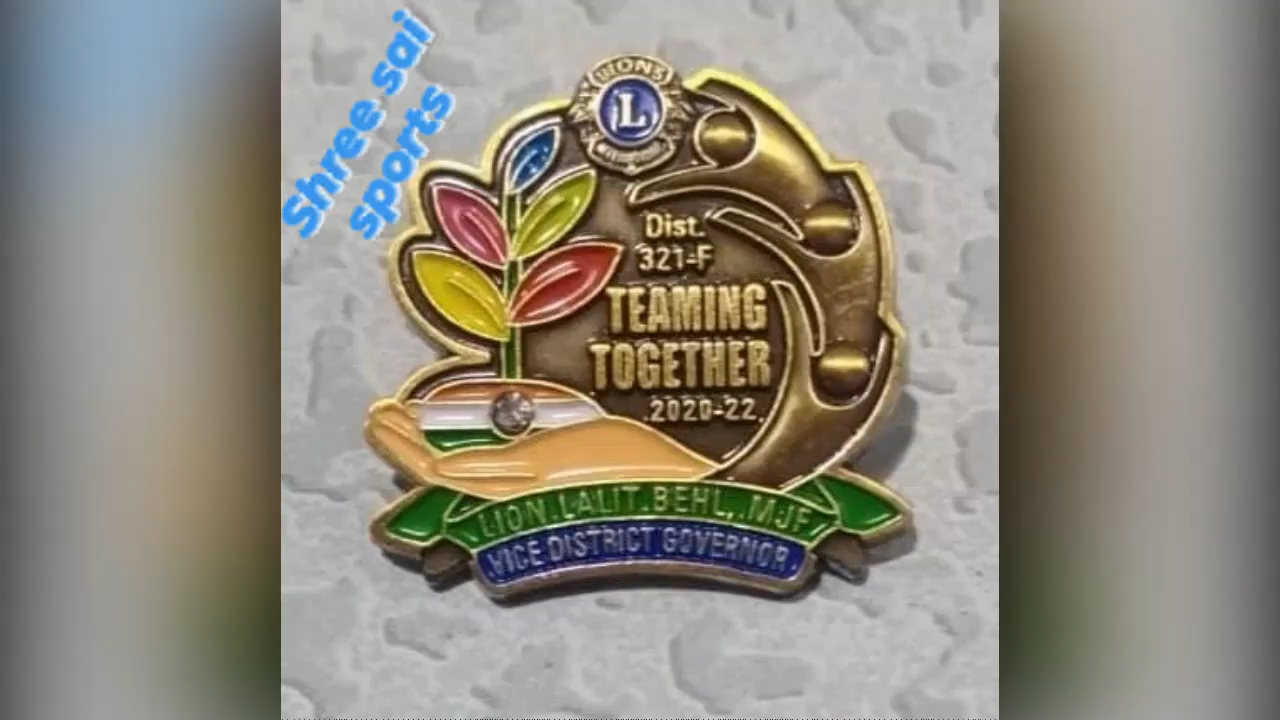 Shree sai
sports
LIONS
L
Dist.
321-F
TEAMING
TOGETHER
2020-22
LION.LALIT.BEHL,.MJF
VICE DISTRICT GOVERNOR